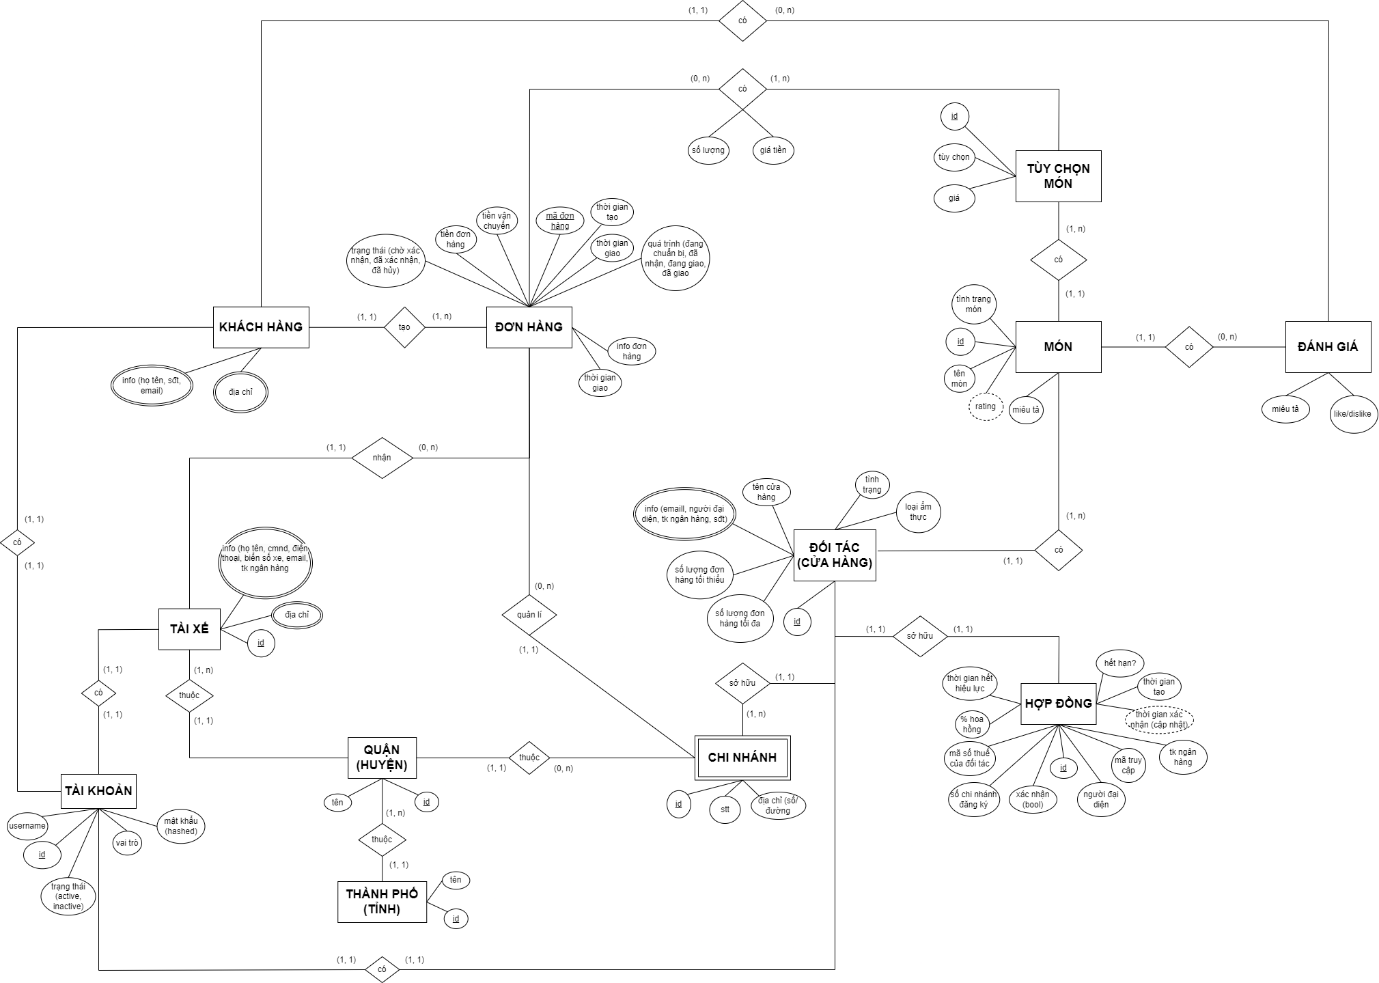 (1, 1)
có
(0, n)
(0, n)
có
(1, n)
số lượng
giá tiền
id
tùy chọn
giá
TÙY CHỌN
MÓN
(1, n)
có
(1, 1)
trạng thái (chờ xác
nhận, đã xác nhận,
đã hủy)
tiền đơn
hàng
tiền vận
chuyển
mã đơn
hàng
thời gian
tạo
thời gian
giao
quá trình (đang
chuẩn bị, đã
nhận, đang giao,
đã giao
KHÁCH HÀNG
(1, 1)
tạo
(1, n)
ĐƠN HÀNG
info (họ tên, sđt,
email)
địa chỉ
info đơn
hàng
thời gian
giao
tình trạng
món
id
tên
món
rating
miêu tả
MÓN
(1, 1)
có
(0, n)
ĐÁNH GIÁ
miêu tả
like/dislike
(1, 1)
nhận
(0, n)
(1, 1)
có
(1, 1)
info (họ tên, cmnd, điện
thoại, biển số xe, email,
tk ngân hàng
địa chỉ
id
TÀI XẾ
info (emaill, người đại
diện, tk ngân hàng, sđt)
tên cửa
hàng
tình
trạng
loại ẩm
thực
số lượng đơn
hàng tối thiểu
số lượng đơn
hàng tối đa
id
ĐỐI TÁC
(CỬA HÀNG)
(1, n)
có
(1, 1)
(0, n)
quản lí
(1, 1)
(1, 1)
sở hữu
(1, 1)
sở hữu
(1, 1)
(1, n)
(1, 1)
có
(1, 1)
(1, n)
thuộc
(1, 1)
thời gian hết
hiệu lực
% hoa
hồng
mã số thuế
của đối tác
số chi nhánh
đăng ký
xác nhận
(bool)
id
người đại
diện
mã truy
cập
tk ngân
hàng
hết hạn?
thời gian
tạo
thời gian xác
nhận (cập nhật)
HỢP ĐỒNG
QUẬN
(HUYỆN)
(1, 1)
thuộc
(0, n)
CHI NHÁNH
id
stt
địa chỉ (số/
đường
tên
id
(1, n)
thuộc
(1, 1)
THÀNH PHỐ
(TỈNH)
tên
id
TÀI KHOẢN
username
id
trạng thái
(active,
inactive)
vai trò
mật khẩu
(hashed)
(1, 1)
có
(1, 1)